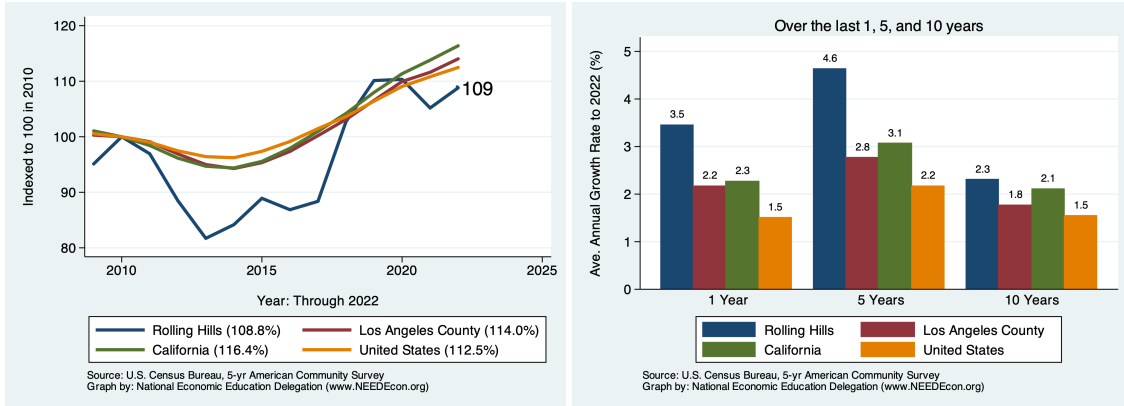 120
110
100
90
80
Indexed to 100 in 2010
109
2010
2015
2020
2025
Year: Through 2022
Rolling Hills (108.8%)
Los Angeles County (114.0%)
California (116.4%)
United States (112.5%)
Source: U.S. Census Bureau, 5-yr American Community Survey
Graph by: National Economic Education Delegation (www.NEEDEcon.org)
Over the last 1, 5, and 10 years
5
4
3
2
1
0
Ave. Annual Growth Rate to 2022 (%)
3.5
2.2
2.3
1.5
4.6
2.8
3.1
2.2
2.3
1.8
2.1
1.5
1 Year
5 Years
10 Years
Rolling Hills
Los Angeles County
California
United States
Source: U.S. Census Bureau, 5-yr American Community Survey
Graph by: National Economic Education Delegation (www.NEEDEcon.org)